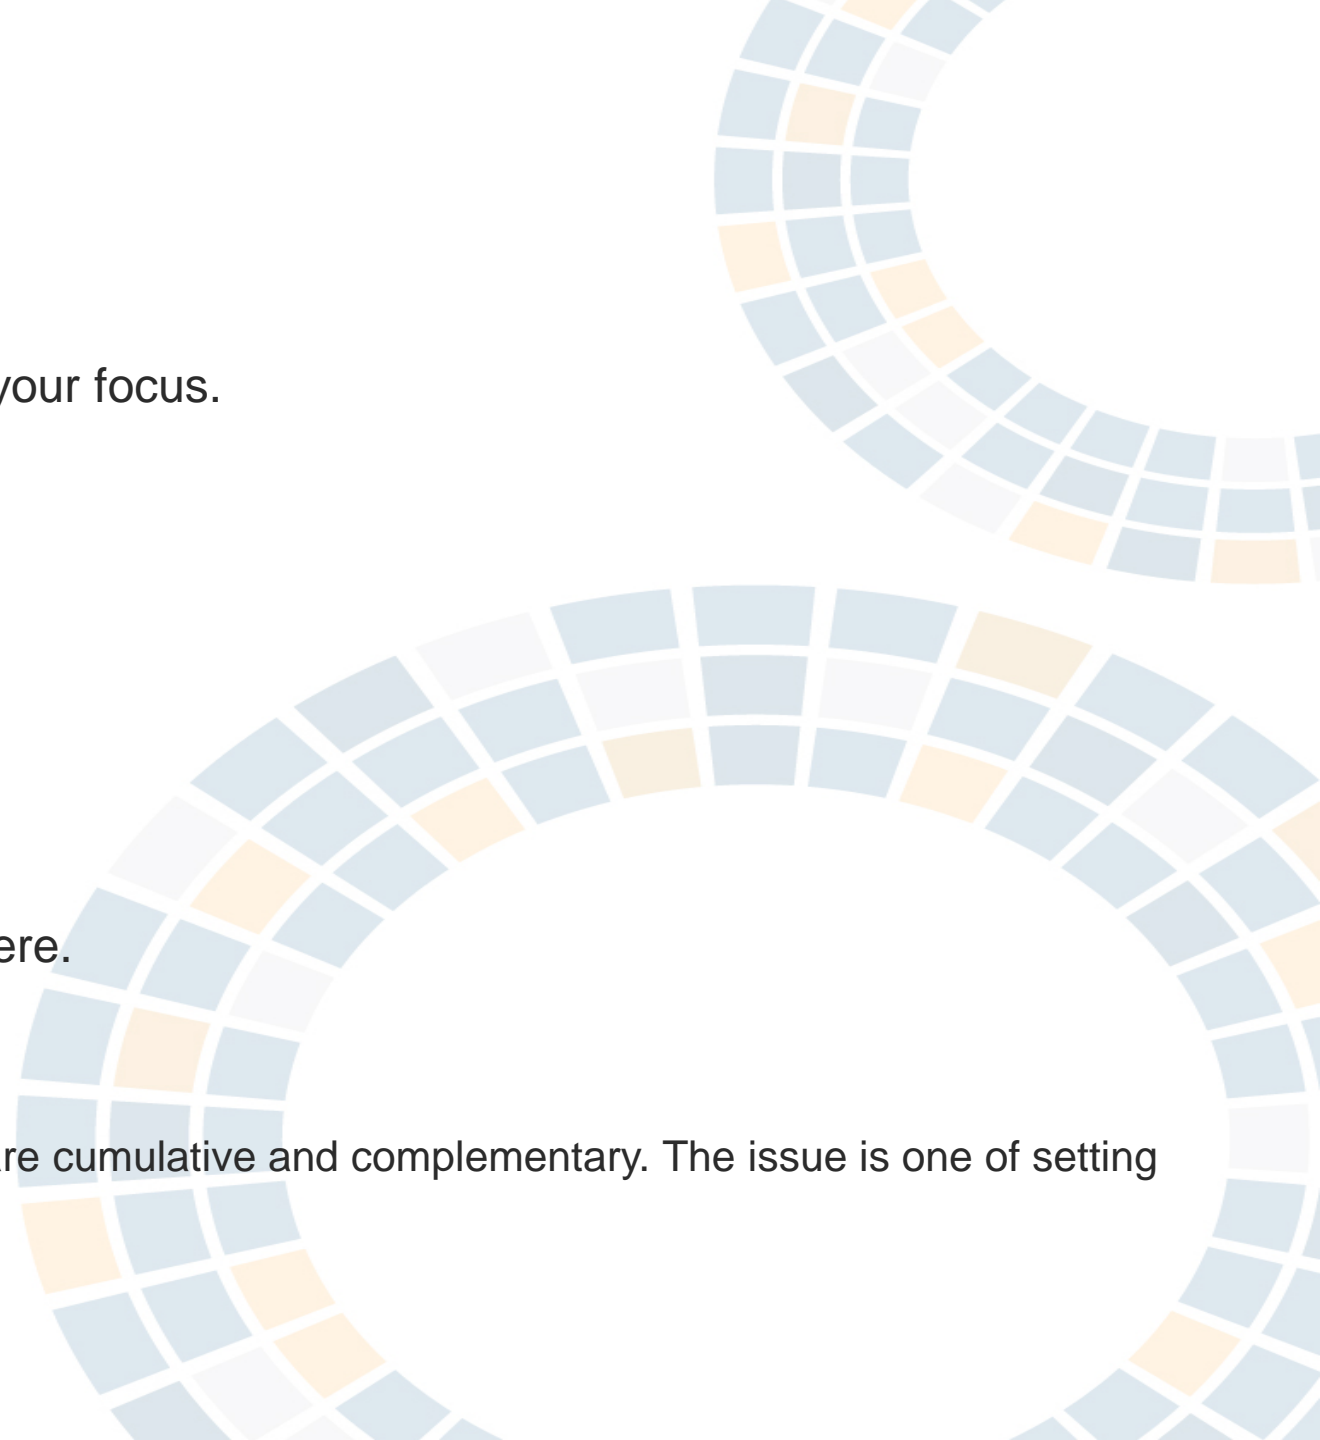 your focus.
ere.
re cumulative and complementary. The issue is one of setting